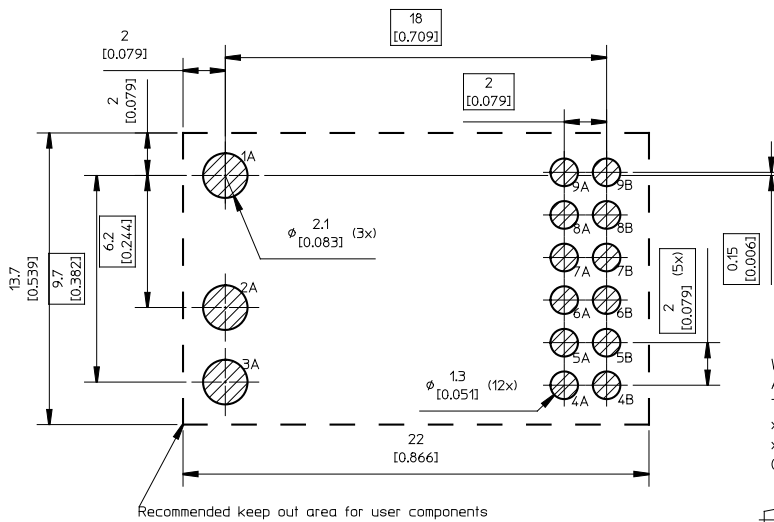 18
[0.709]
2
[0.079]
2
[0.079]
2
[0.079]
1A
9A
9B
8A
8B
7A
7B
6A
6B
5A
5B
4A
4B
2A
3A
ϕ 2.1 (3x)
[0.083]
6.2
[0.244]
9.7
[0.382]
13.7
[0.539]
0.15
[0.006]
2 (5x)
[0.079]
ϕ 1.3 (12x)
[0.051]
22
[0.866]
Recommended keep out area for user components